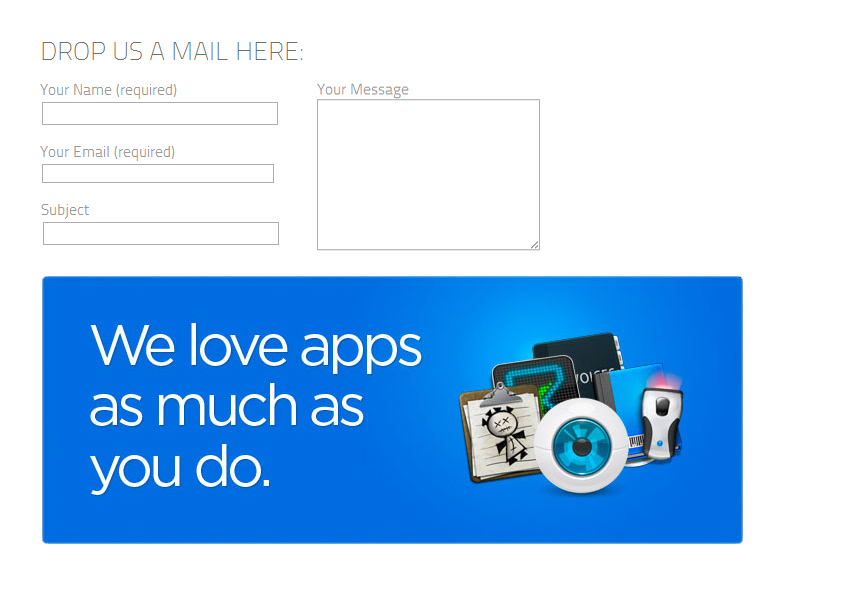 DROP US A MAIL HERE:
Your Name (required)
Your Message
Your Email (required)
Subject
We love apps
as much as
you do.